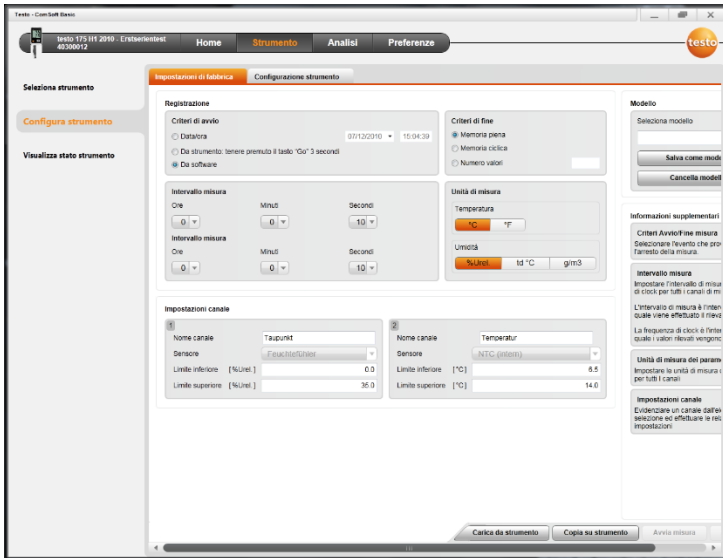 Testo - ComSoft Basic
testo 175 H1 2010 - Erstserientest
40300012
Home
Strumento
Analisi
Preferenze
testo
Seleziona strumento
Configura strumento
Visualizza stato strumento
Impostazioni di fabbrica
Configurazione strumento
Registrazione
Criteri di avvio
Data/ora
07/12/2010
15:04:39
Da strumento: tenere premuto il tasto "Go" 3 secondi
Da software
Criteri di fine
Memoria piena
Memoria ciclica
Numero valori
Intervallo misura
Ore Minuti Secondi
0 0 10
Intervallo misura
Ore Minuti Secondi
0 0 10
Unità di misura
Temperatura
°C °F
Umidità
%Urel. td °C g/m3
Impostazioni canale
1
Nome canale Taupunkt
Sensore Feuchtefühler
Limite inferiore [%Urel.] 0.0
Limite superiore [%Urel.] 35.0
2
Nome canale Temperatur
Sensore NTC (intern)
Limite inferiore [°C] 6.5
Limite superiore [°C] 14.0
Modello
Seleziona modello
Salva come mode
Cancella modell
Informazioni supplementari
Criteri Avvio/Fine misura
Selezionare l'evento che pro
l'arresto della misura.
Intervallo misura
Impostare l'intervallo di misur
di clock per tutti i canali di mi
L'intervallo di misura è l'inter
quale viene effettuato il rileva
La frequenza di clock è l'inte
quale i valori rilevati vengono
Unità di misura dei param
Impostare le unità di misura d
per tutti i canali
Impostazioni canale
Evidenziare un canale dall'el
selezione ed effettuare le rela
impostazioni
Carica da strumento
Copia su strumento
Avvia misura